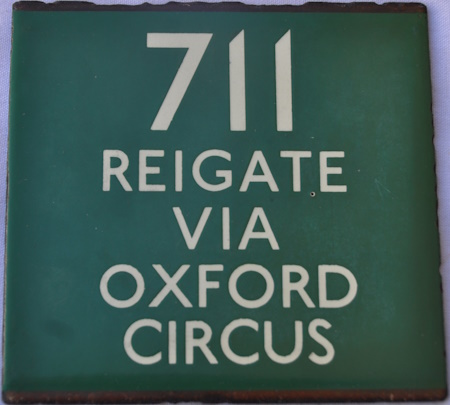 711
REIGATE
VIA
OXFORD
CIRCUS